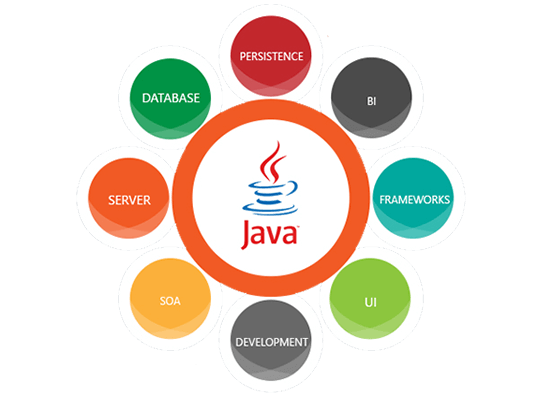 PERSISTENCE
DATABASE
BI
SERVER
Java
FRAMEWORKS
SOA
UI
DEVELOPMENT